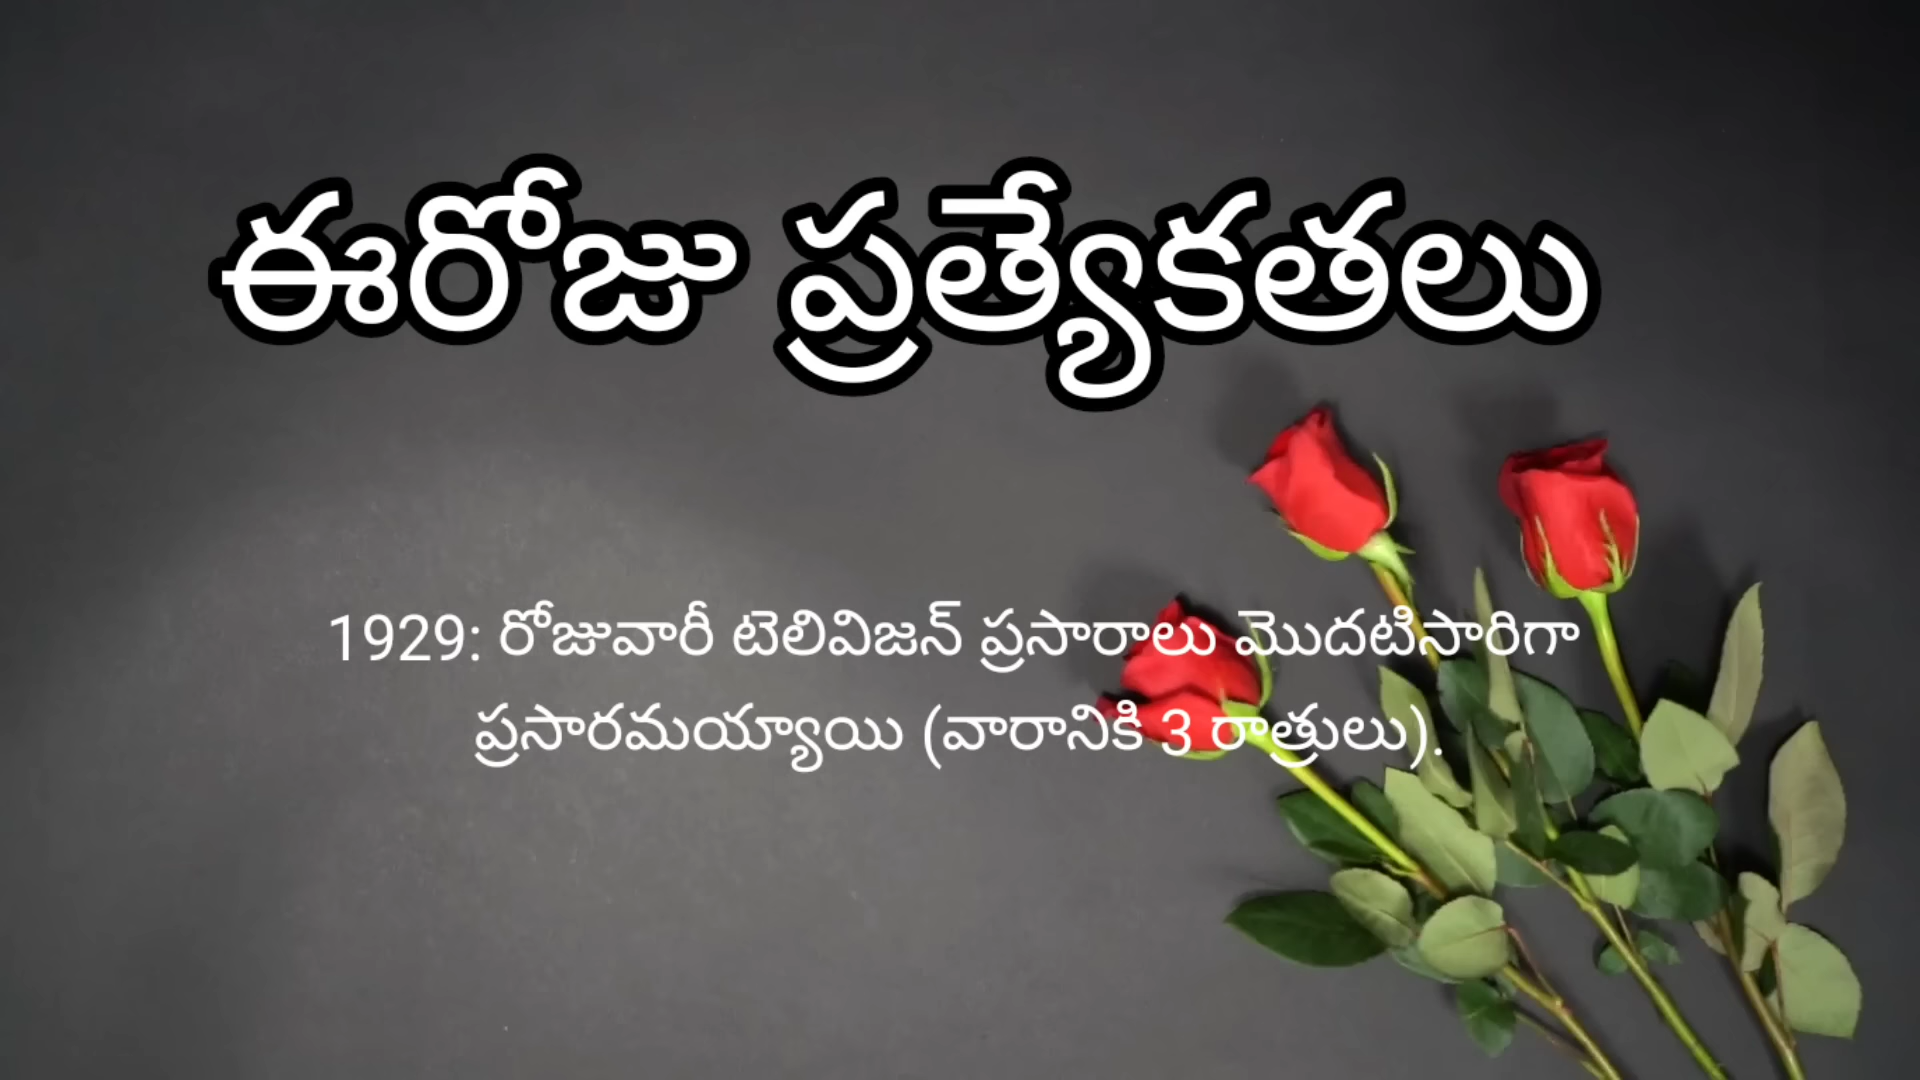 ఈరోజు ప్రత్యేకతలు
1929: రోజువారీ టెలివిజన్ ప్రసారాలు మొదటిసారిగా
ప్రసారమయ్యాయి (వారానికి 3 రాత్రులు).